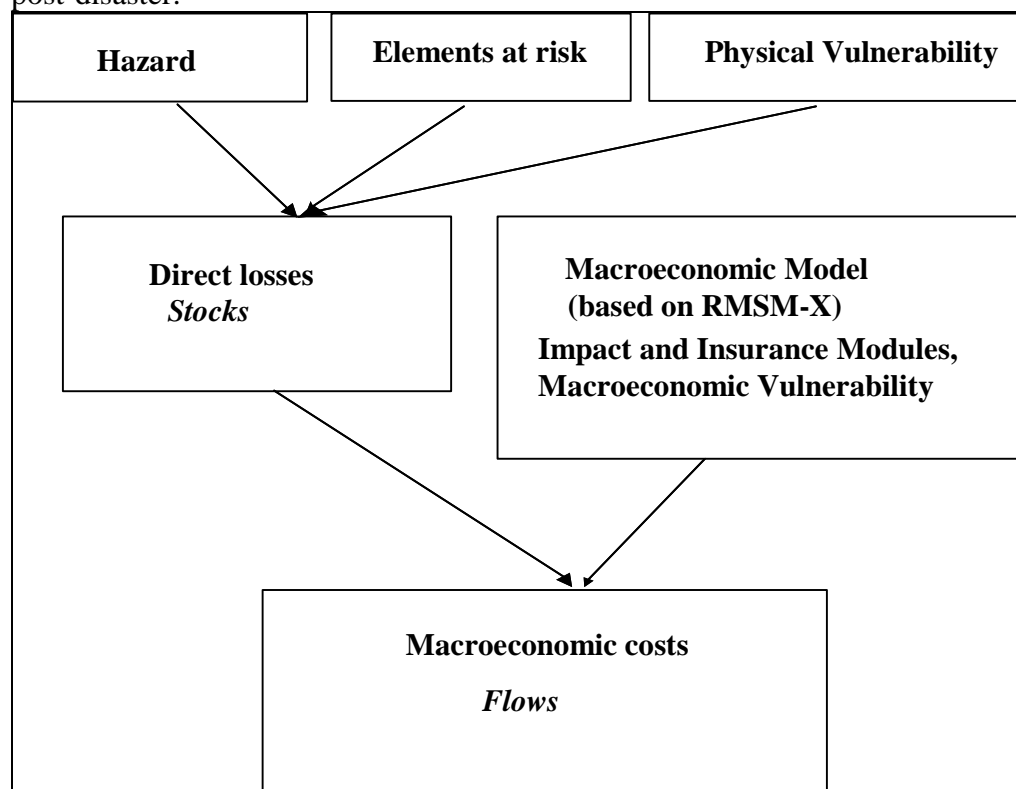 post-disaster.
Hazard
Elements at risk
Physical Vulnerability
Direct losses
Stocks
Macroeconomic Model
(based on RMSM-X)
Impact and Insurance Modules,
Macroeconomic Vulnerability
Macroeconomic costs
Flows